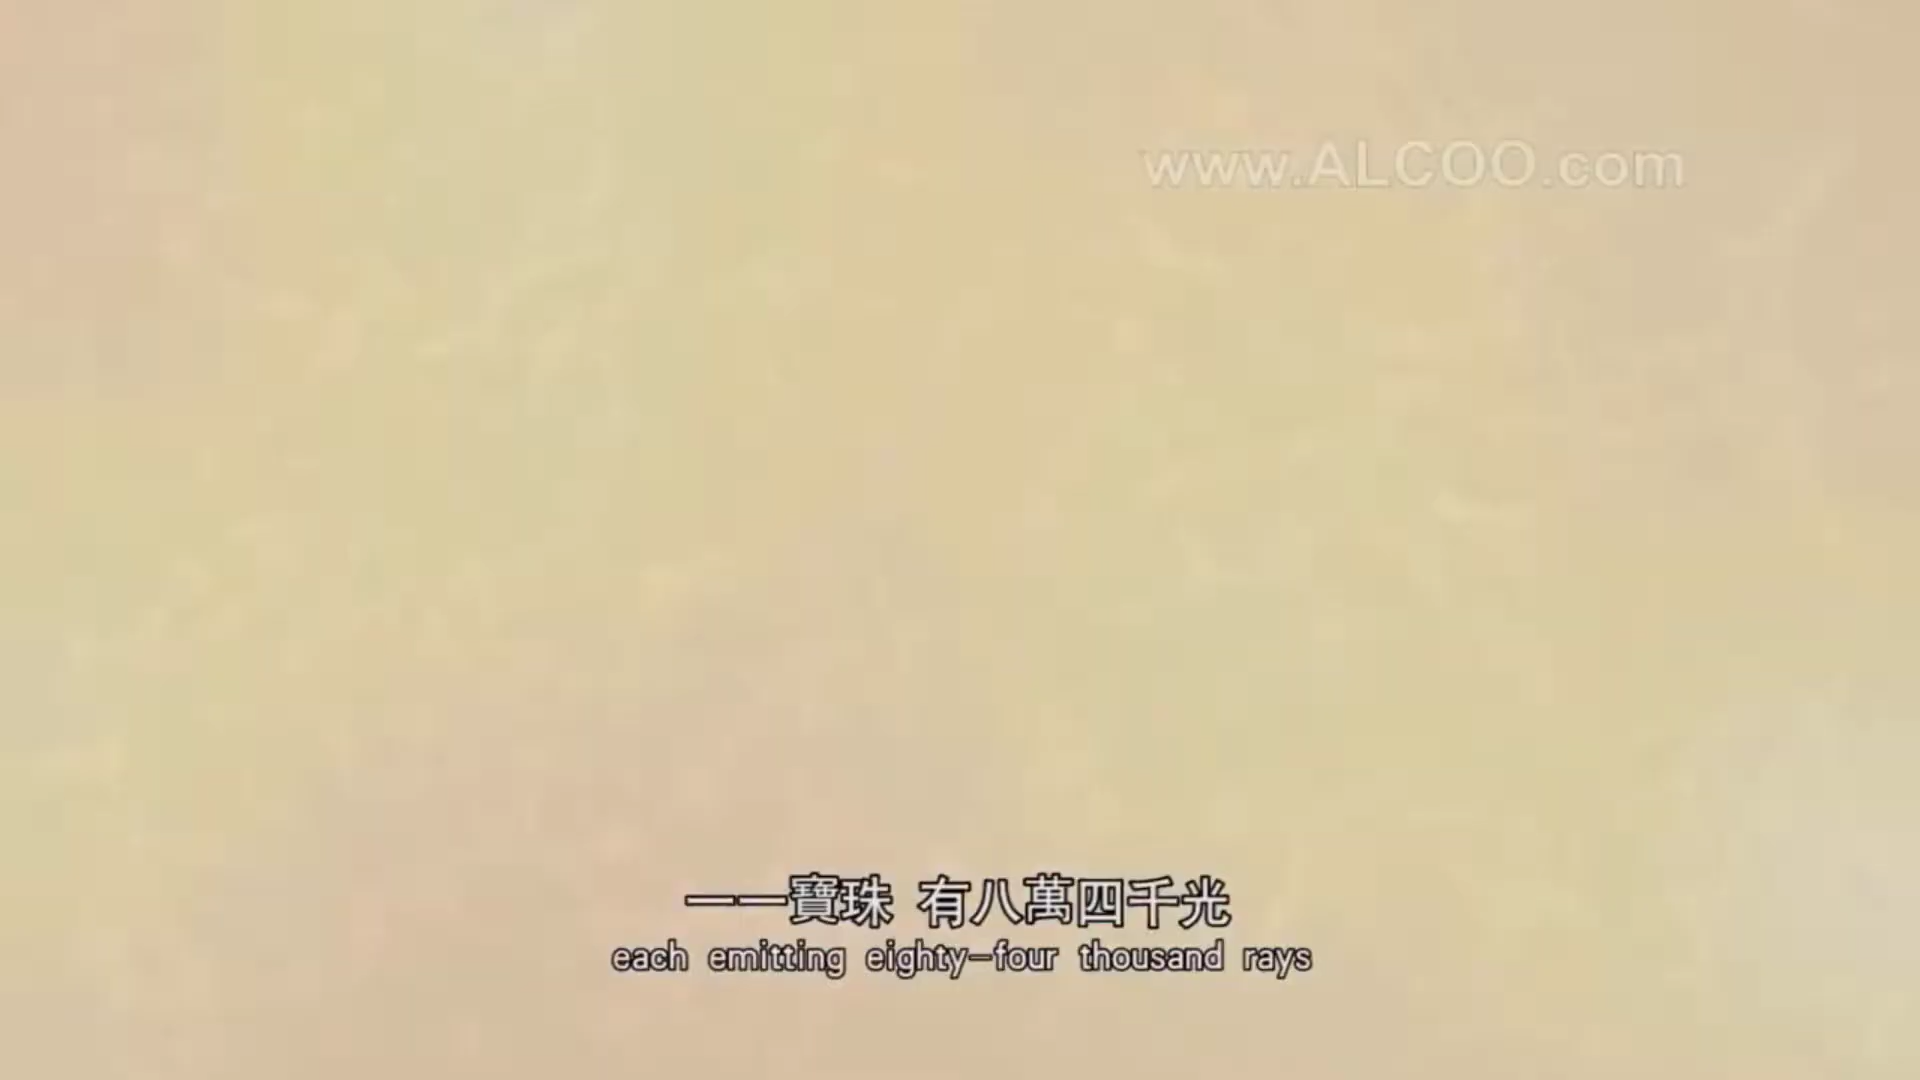 www.ALCOO.com
一一寶珠 有八萬四千光
each emitting eighty-four thousand rays